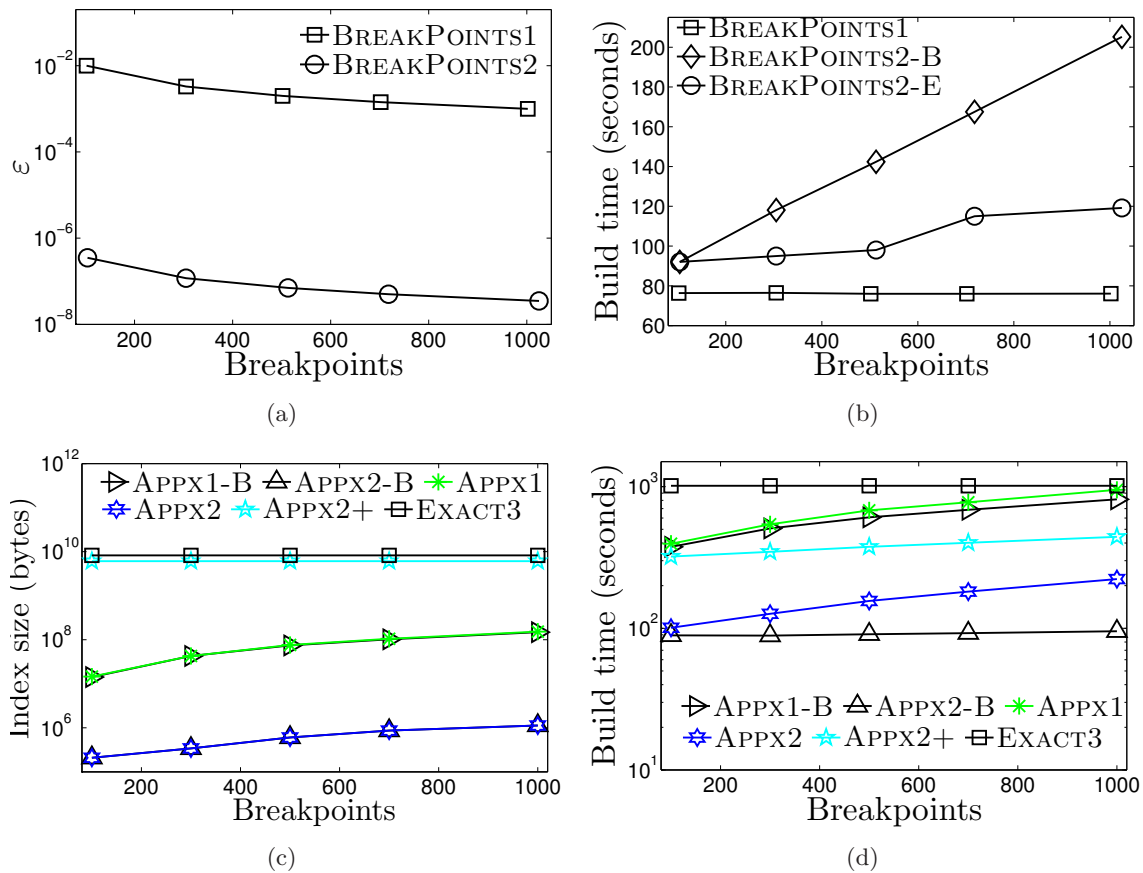 BREAKPOINTS1
BREAKPOINTS2
10^-2
10^-4
10^-6
10^-8
ε
200 400 600 800 1000
Breakpoints
(a)
BREAKPOINTS1
BREAKPOINTS2-B
BREAKPOINTS2-E
200
180
160
140
120
100
80
60
Build time (seconds)
200 400 600 800 1000
Breakpoints
(b)
10^12
10^10
10^8
10^6
Index size (bytes)
APPX1-B APPX2-B APPX1
APPX2 APPX2+ EXACT3
200 400 600 800 1000
Breakpoints
(c)
10^3
10^2
10^1
Build time (seconds)
APPX1-B APPX2-B APPX1
APPX2 APPX2+ EXACT3
200 400 600 800 1000
Breakpoints
(d)